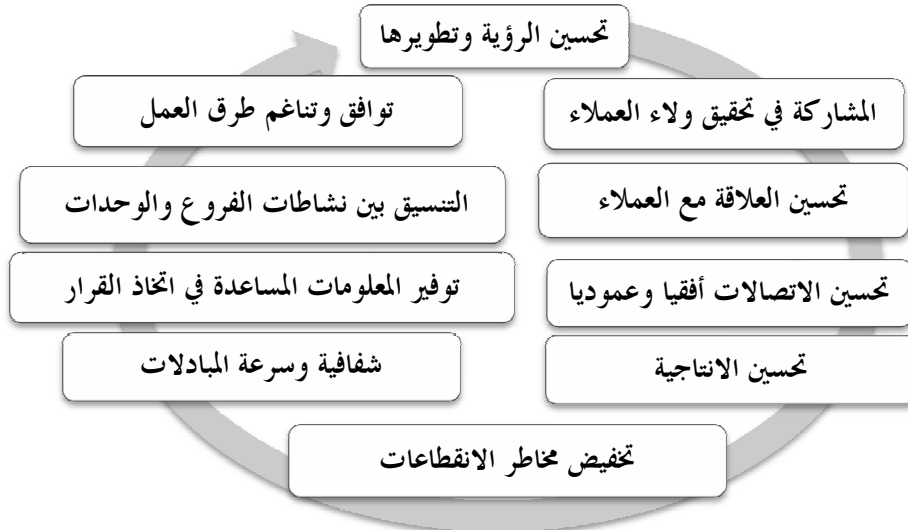 تحسين الرؤية وتطويرها
المشاركة في تحقيق ولاء العملاء
توافق وتناغم طرق العمل
تحسين العلاقة مع العملاء
التنسيق بين نشاطات الفروع والوحدات
تحسين الاتصالات أفقيا وعموديا
توفير المعلومات المساعدة في اتخاذ القرار
تحسين الانتاجية
شفافية وسرعة المبادلات
تخفيض مخاطر الانقطاعات